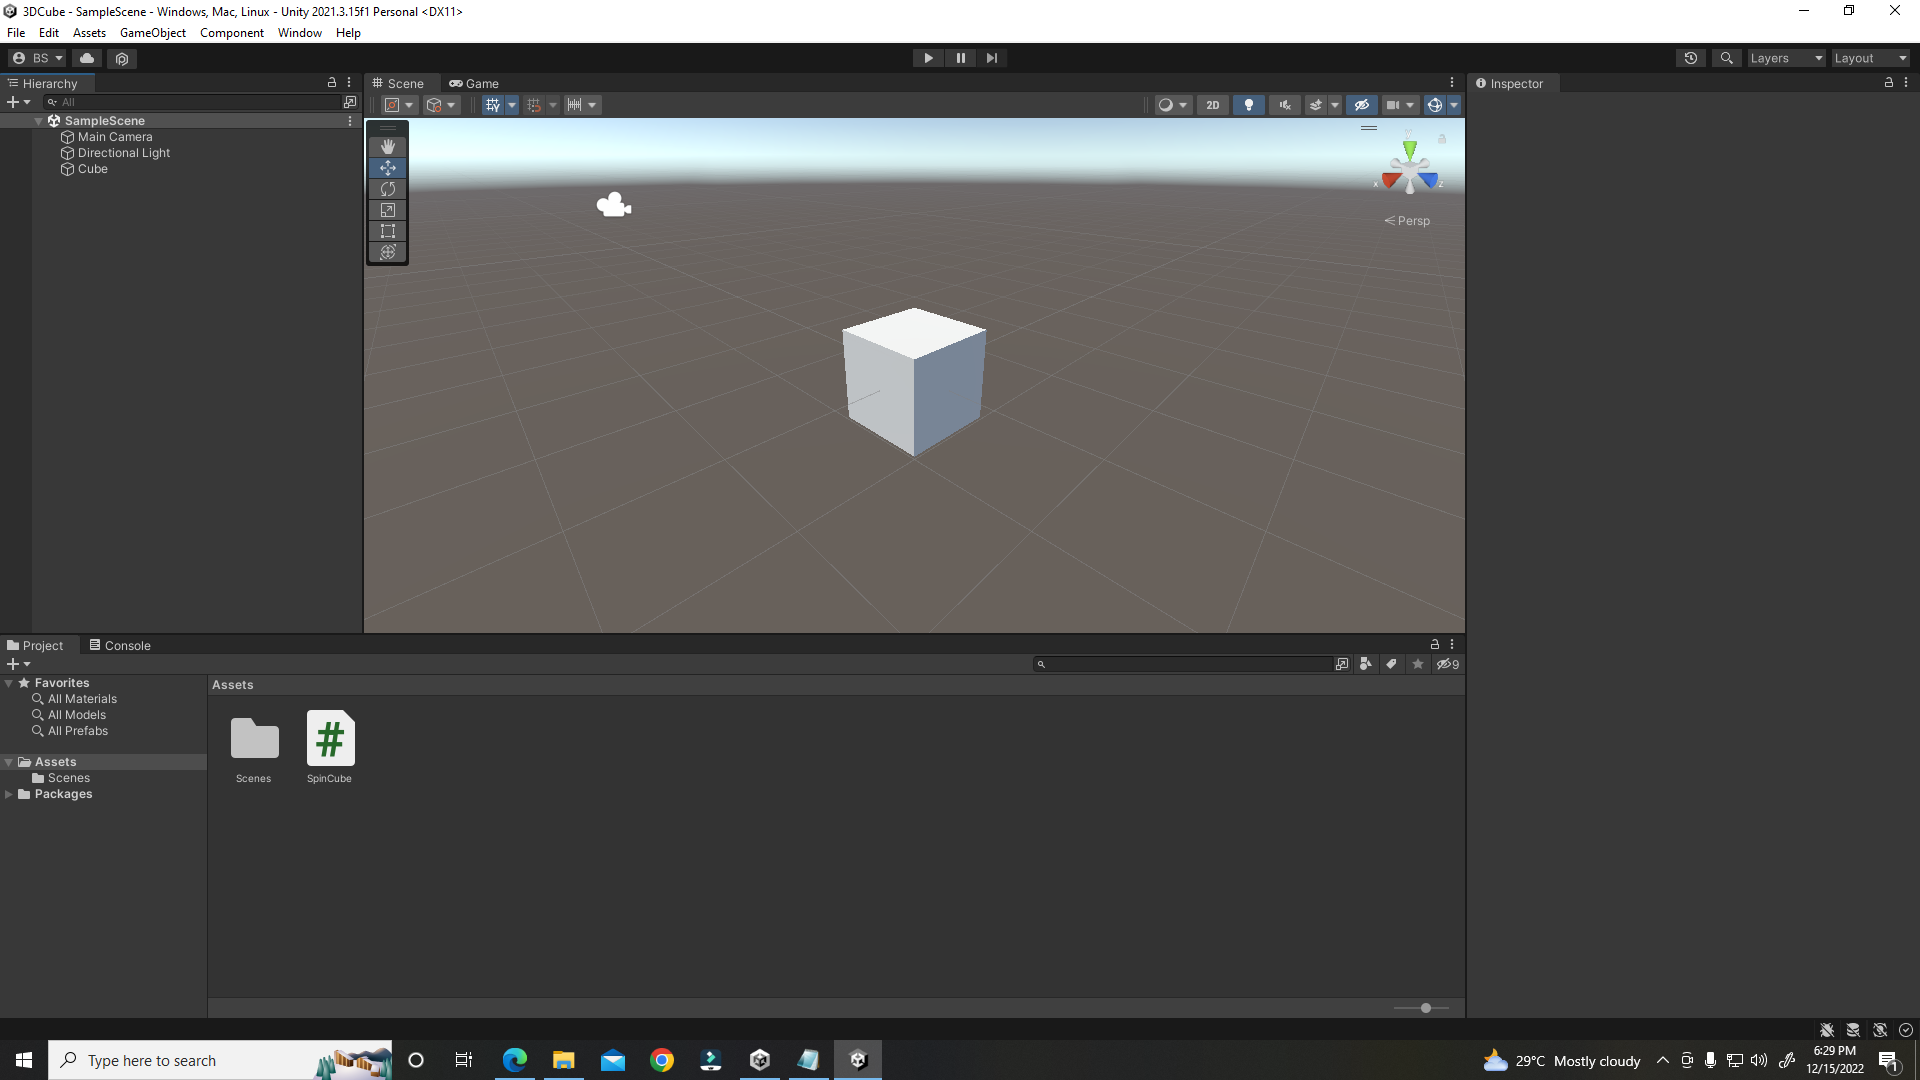 3DCube - SampleScene - Windows, Mac, Linux - Unity 2021.3.15f1 Personal <DX11>
File Edit Assets GameObject Component Window Help
BS
Layers Layout
Hierarchy
Scene
Game
Inspector
All
2D
SampleScene
Main Camera
Directional Light
Cube
y
x
z
Persp
Project
Console
9
Favorites
All Materials
All Models
All Prefabs
Assets
Scenes
Packages
Assets
Scenes
SpinCube
Type here to search
29°C Mostly cloudy
6:29 PM
12/15/2022
1